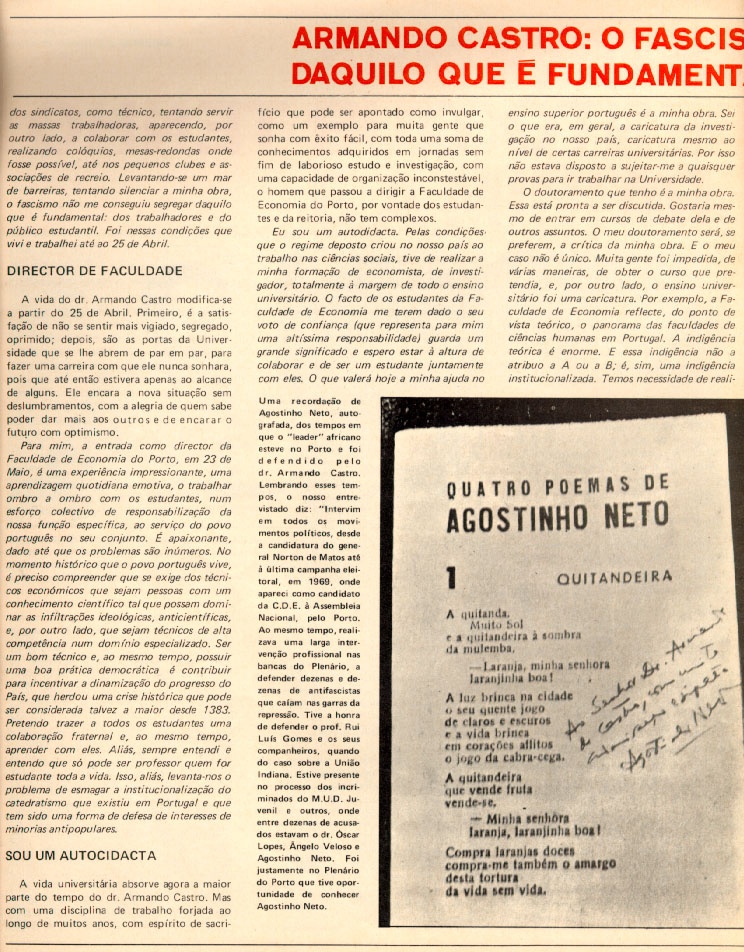 ARMANDO CASTRO: O FASCIS
DAQUILO QUE É FUNDAMENT
dos sindicatos, como técnico, tentando servir
as massas trabalhadoras, aparecendo, por
outro lado, a colaborar com os estudantes,
realizando colóquios, mesas-redondas onde
fosse possível, até nos pequenos clubes e as-
sociações de recreio. Levantando-se um mar
de barreiras, tentando silenciar a minha obra,
o fascismo não me conseguiu segregar daquilo
que é fundamental: dos trabalhadores e do
público estudantil. Foi nessas condições que
vivi e trabalhei até ao 25 de Abril.
DIRECTOR DE FACULDADE
A vida do dr. Armando Castro modifica-se
a partir do 25 de Abril. Primeiro, é a satis-
fação de não se sentir mais vigiado, segregado,
oprimido; depois, são as portas da Univer-
sidade que se lhe abrem de par em par, para
fazer uma carreira com que ele nunca sonhara,
pois que até então estivera apenas ao alcance
de alguns. Ele encara a nova situação sem
deslumbramentos, com a alegria de quem sabe
poder dar mais aos outros e de encarar o
futuro com optimismo.
Para mim, a entrada como director da
Faculdade de Economia do Porto, em 23 de
Maio, é uma experiência impressionante, uma
aprendizagem quotidiana emotiva, o trabalhar
ombro a ombro com os estudantes, num
esforço colectivo de responsabilização da
nossa função específica, ao serviço do povo
português no seu conjunto. É apaixonante,
dado até que os problemas são inúmeros. No
momento histórico que o povo português vive,
é preciso compreender que se exige dos técni-
cos económicos que sejam pessoas com um
conhecimento científico tal que possam domi-
nar as infiltrações ideológicas, anticientíficas,
e, por outro lado, que sejam técnicos de alta
competência num domínio especializado. Ser
um bom técnico e, ao mesmo tempo, possuir
uma boa prática democrática é contribuir
para incentivar a dinamização do progresso do
País, que herdou uma crise histórica que pode
ser considerada talvez a maior desde 1383.
Pretendo trazer a todos os estudantes uma
colaboração fraternal e, ao mesmo tempo,
aprender com eles. Aliás, sempre entendi e
entendo que só pode ser professor quem for
estudante toda a vida. Isso, aliás, levanta-nos o
problema de esmagar a institucionalização do
catedratismo que existiu em Portugal e que
tem sido uma forma de defesa de interesses de
minorias antipopulares.
SOU UM AUTOCIDACTA
A vida universitária absorve agora a maior
parte do tempo do dr. Armando Castro. Mas
com uma disciplina de trabalho forjada ao
longo de muitos anos, com espírito de sacri-
fício que pode ser apontado como invulgar,
como um exemplo para muita gente que
sonha com êxito fácil, com toda uma soma de
conhecimentos adquiridos em jornadas sem
fim de laborioso estudo e investigação, com
uma capacidade de organização incontestável,
o homem que passou a dirigir a Faculdade de
Economia do Porto, por vontade dos estudan-
tes e da reitoria, não tem complexos.
Eu sou um autodidacta. Pelas condições
que o regime deposto criou no nosso país ao
trabalho nas ciências sociais, tive de realizar a
minha formação de economista, de investi-
gador, totalmente à margem de todo o ensino
universitário. O facto de os estudantes da Fa-
culdade de Economia me terem dado o seu
voto de confiança (que representa para mim
uma altíssima responsabilidade) guarda um
grande significado e espero estar à altura de
colaborar e de ser um estudante juntamente
com eles. O que valerá hoje a minha ajuda no
ensino superior português é a minha obra. Sei
o que era, em geral, a caricatura da investi-
gação no nosso país, caricatura mesmo ao
nível de certas carreiras universitárias. Por isso
não estava disposto a sujeitar-me a quaisquer
provas para ir trabalhar na Universidade.
O doutoramento que tenho é a minha obra.
Essa está pronta a ser discutida. Gostaria mes-
mo de entrar em cursos de debate dela e de
outros assuntos. O meu doutoramento será, se
preferem, a crítica da minha obra. E o meu
caso não é único. Muita gente foi impedida, de
várias maneiras, de obter o curso que pre-
tendia, e, por outro lado, o ensino univer-
sitário foi uma caricatura. Por exemplo, a Fa-
culdade de Economia reflecte, do ponto de
vista teórico, o panorama das faculdades de
ciências humanas em Portugal. A indigência
teórica é enorme. E essa indigência não a
atribuo a A ou a B; é, sim, uma indigência
institucionalizada. Temos necessidade de reali-
Uma recordação de
Agostinho Neto, auto-
grafada, dos tempos em
que o "leader" africano
esteve no Porto e foi
defendido pelo
dr. Armando Castro.
Lembrando esses tem-
pos, o nosso entre-
vistado diz: "Intervim
em todos os movi-
mentos políticos, desde
a candidatura do gene-
ral Norton de Matos até
à última campanha elei-
toral, em 1969, onde
apareci como candidato
da C.D.E. à Assembleia
Nacional, pelo Porto.
Ao mesmo tempo, reali-
zava uma larga inter-
venção profissional nas
bancas do Plenário, a
defender dezenas e de-
zenas de antifascistas
que caíam nas garras da
repressão. Tive a honra
de defender o prof. Rui
Luís Gomes e os seus
companheiros, quando
do caso sobre a União
Indiana. Estive presente
no processo dos incri-
minados do M.U.D. Ju-
venil e outros, onde
entre dezenas de acusa-
dos estavam o dr. Óscar
Lopes, Ângelo Veloso e
Agostinho Neto. Foi
justamente no Plenário
do Porto que tive opor-
tunidade de conhecer
Agostinho Neto.
QUATRO POEMAS DE
AGOSTINHO NETO
1 QUITANDEIRA
A quitanda.
Muito Sol
e a quitandeira à sombra
da mulemba.
—Laranja, minha senhora
laranjinha boa!
A luz brinca na cidade
o seu quente jogo
de claros e escuros
e a vida brinca
em corações aflitos
o jogo da cabra-cega.
A quitandeira
que vende fruta
vende-se.
— Minha senhora
laranja, laranjinha boa!
Compra laranjas doces
compra-me também o amargo
desta tortura
da vida sem vida.
Ao Senhor Dr. Armando
de Castro, com
Agostinho Neto